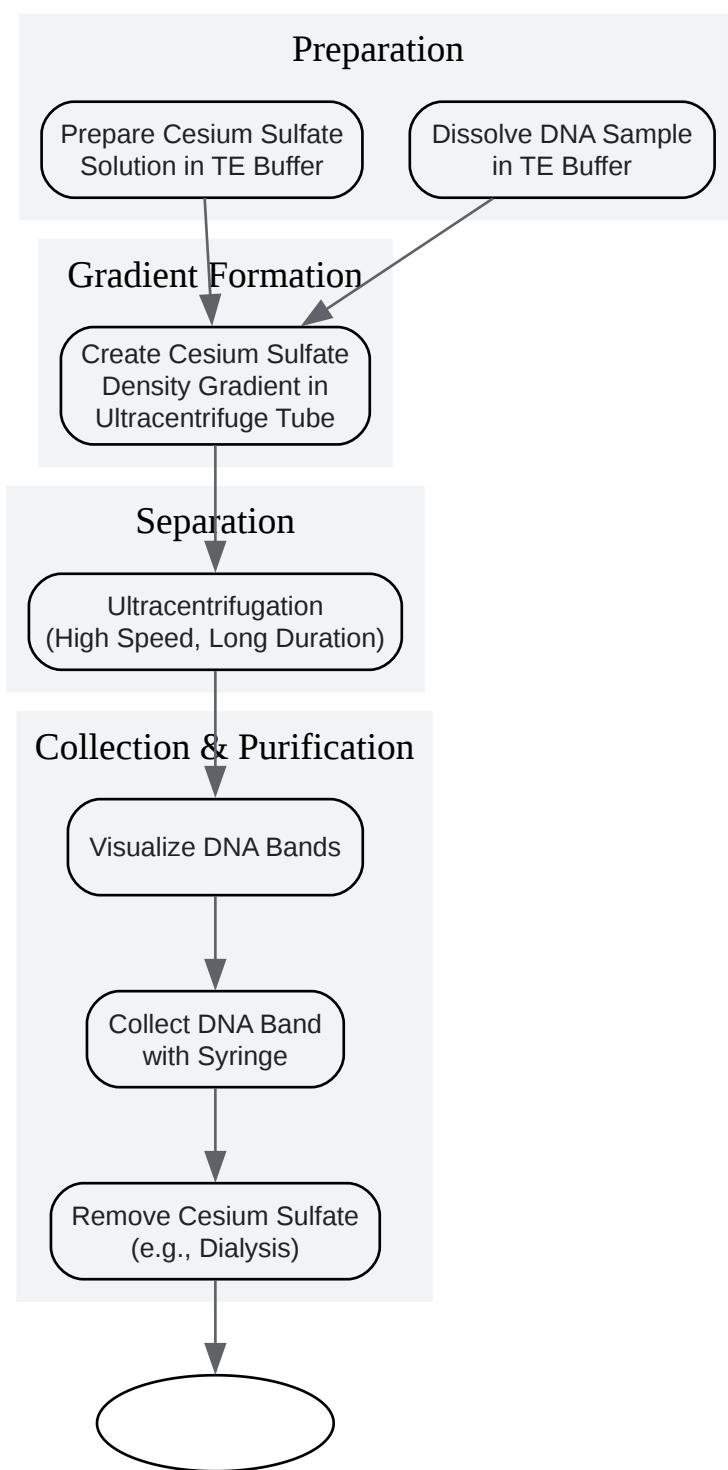 Preparation
Prepare Cesium Sulfate
Solution in TE Buffer
Dissolve DNA Sample
in TE Buffer
Gradient Formation
Create Cesium Sulfate
Density Gradient in
Ultracentrifuge Tube
Separation
Ultracentrifugation
(High Speed, Long Duration)
Collection & Purification
Visualize DNA Bands
Collect DNA Band
with Syringe
Remove Cesium Sulfate
(e.g., Dialysis)